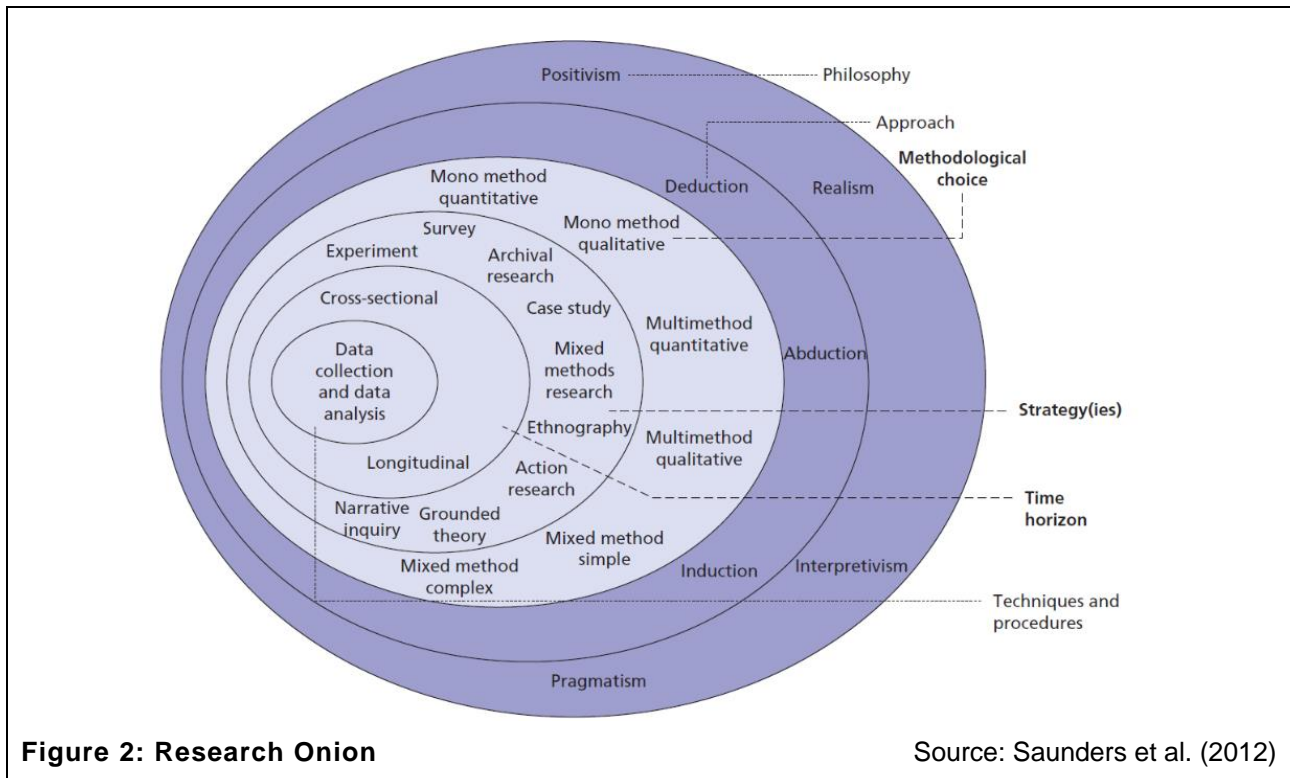 Positivism
Philosophy
Approach
Methodological
choice
Deduction
Realism
Mono method
quantitative
Mono method
qualitative
Survey
Experiment
Archival
research
Cross-sectional
Case study
Multimethod
quantitative
Data
collection
and data
analysis
Mixed
methods
research
Abduction
Strategy(ies)
Ethnography
Multimethod
qualitative
Longitudinal
Action
research
Time
horizon
Narrative
inquiry
Grounded
theory
Mixed method
simple
Mixed method
complex
Induction
Interpretivism
Techniques and
procedures
Pragmatism
Figure 2: Research Onion
Source: Saunders et al. (2012)